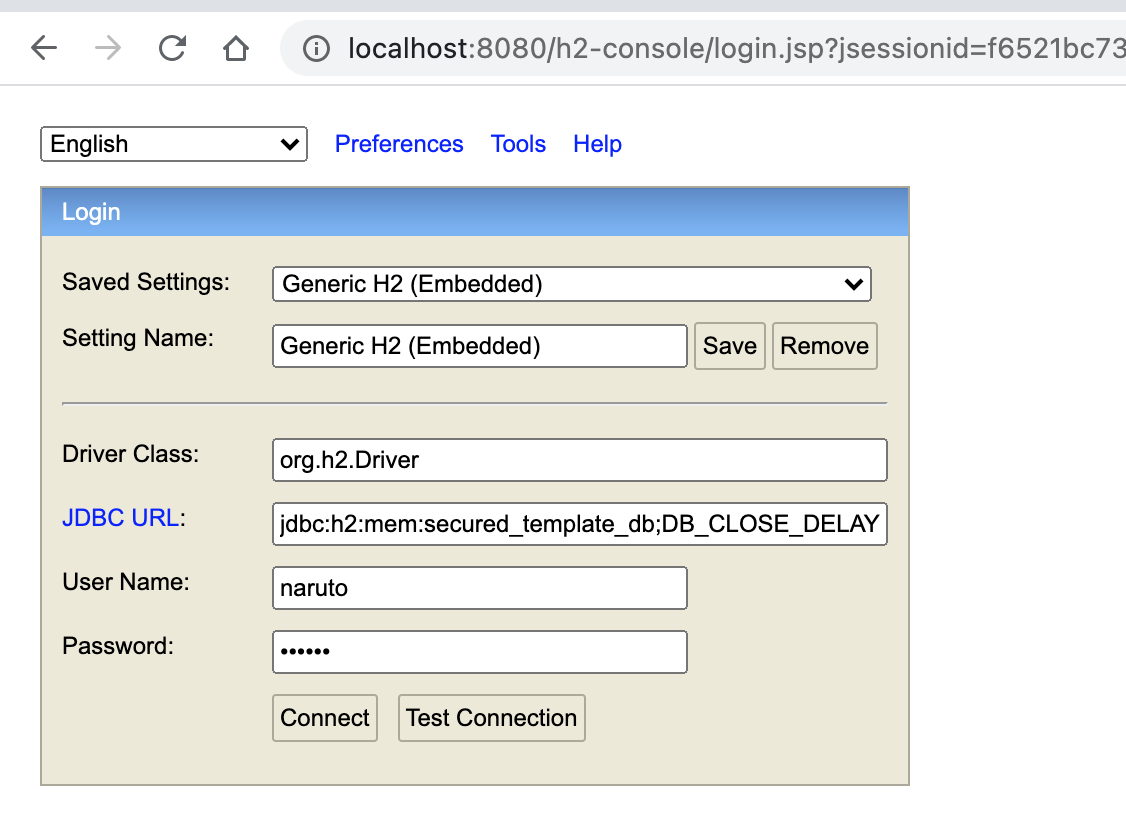 localhost:8080/h2-console/login.jsp?jsessionid=f6521bc73
English Preferences Tools Help
Login
Saved Settings: Generic H2 (Embedded)
Setting Name: Generic H2 (Embedded) Save Remove
Driver Class: org.h2.Driver
JDBC URL: jdbc:h2:mem:secured_template_db;DB_CLOSE_DELAY
User Name: naruto
Password: ••••••
Connect Test Connection